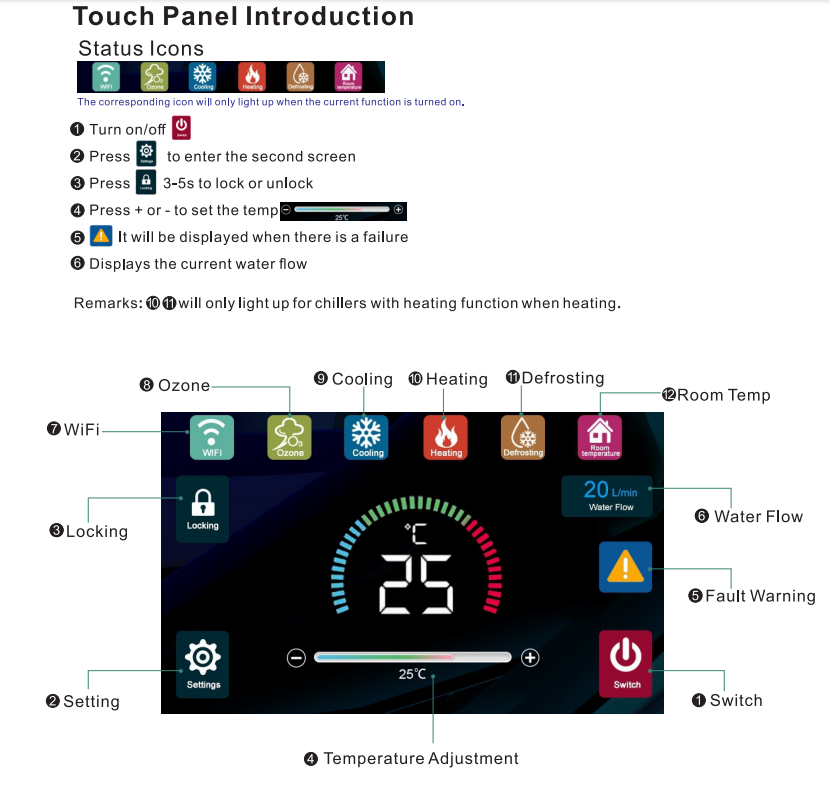 Touch Panel Introduction
Status Icons
WIFI Ozone Cooling Heating Defrosting Room temperature
The corresponding icon will only light up when the current function is turned on.
❶ Turn on/off Switch
❷ Press Settings to enter the second screen
❸ Press Locking 3-5s to lock or unlock
❹ Press + or - to set the temp 25℃
❺ It will be displayed when there is a failure
❻ Displays the current water flow
Remarks: ❿⓫ will only light up for chillers with heating function when heating.
❽ Ozone ❾ Cooling ❿ Heating ⓫ Defrosting
⓬ Room Temp
❼ WiFi
WIFI O₃ Ozone Cooling Heating Defrosting Room temperature
20 L/min
Water Flow
Locking
❸ Locking
❻ Water Flow
℃
25
❺ Fault Warning
25℃
Settings
Switch
❷ Setting
❶ Switch
❹ Temperature Adjustment